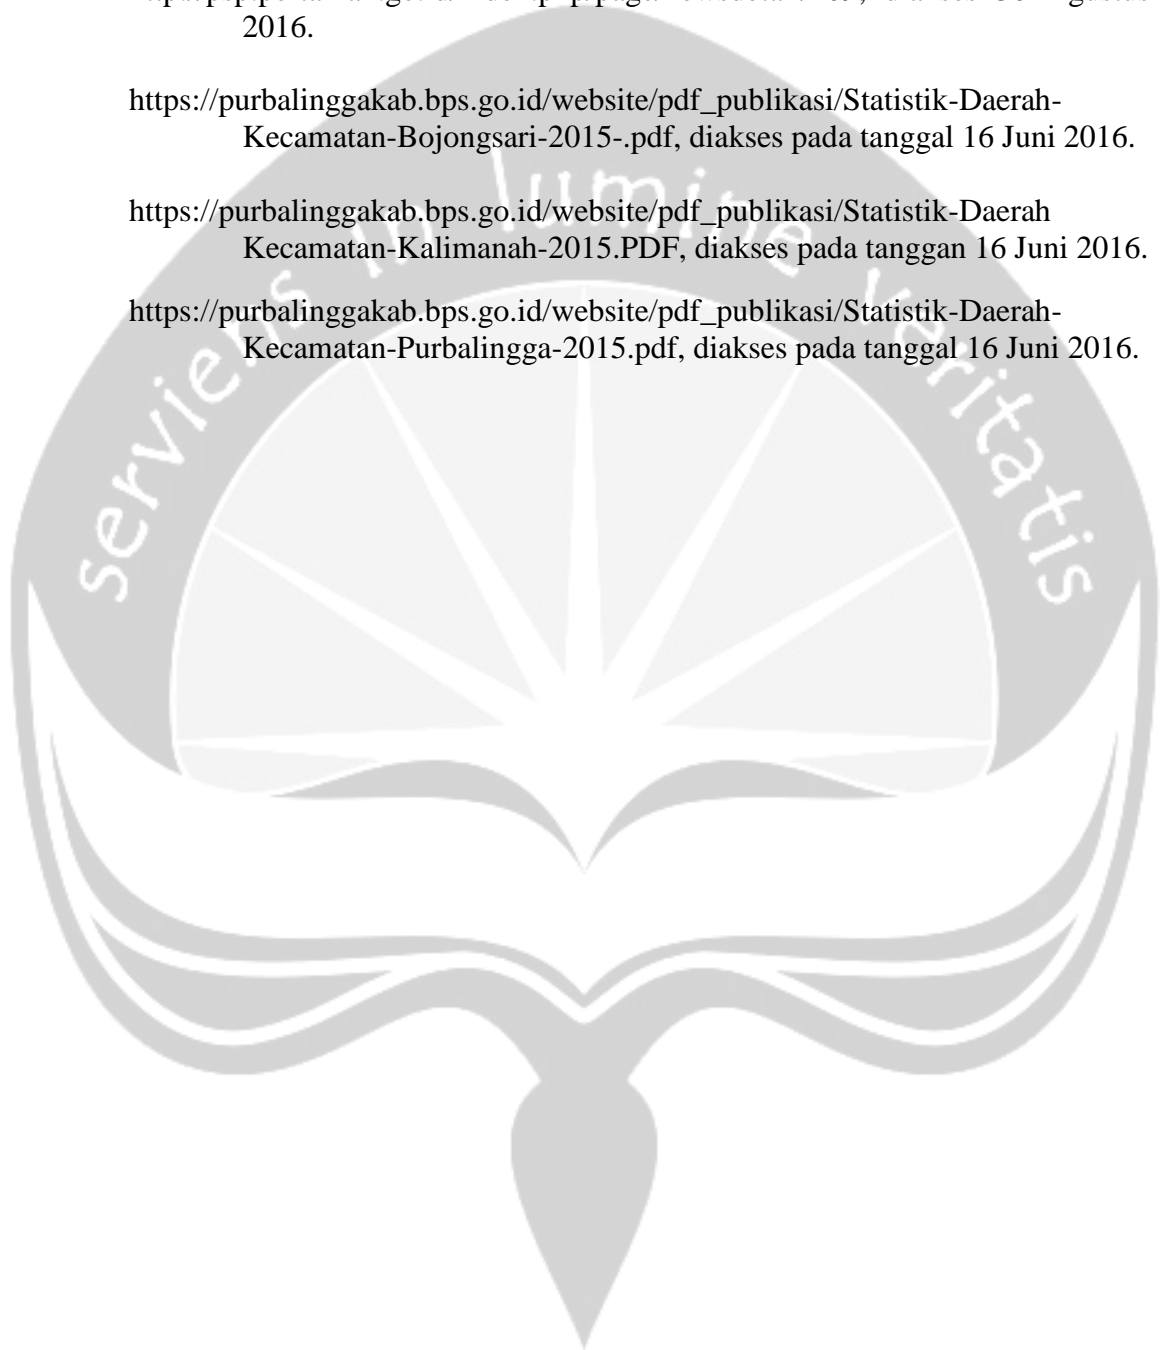 2016.
https://purbalinggakab.bps.go.id/website/pdf_publikasi/Statistik-Daerah-
Kecamatan-Bojongsari-2015-.pdf, diakses pada tanggal 16 Juni 2016.
https://purbalinggakab.bps.go.id/website/pdf_publikasi/Statistik-Daerah
Kecamatan-Kalimanah-2015.PDF, diakses pada tanggan 16 Juni 2016.
https://purbalinggakab.bps.go.id/website/pdf_publikasi/Statistik-Daerah-
Kecamatan-Purbalingga-2015.pdf, diakses pada tanggal 16 Juni 2016.
serviens in lumine veritatis